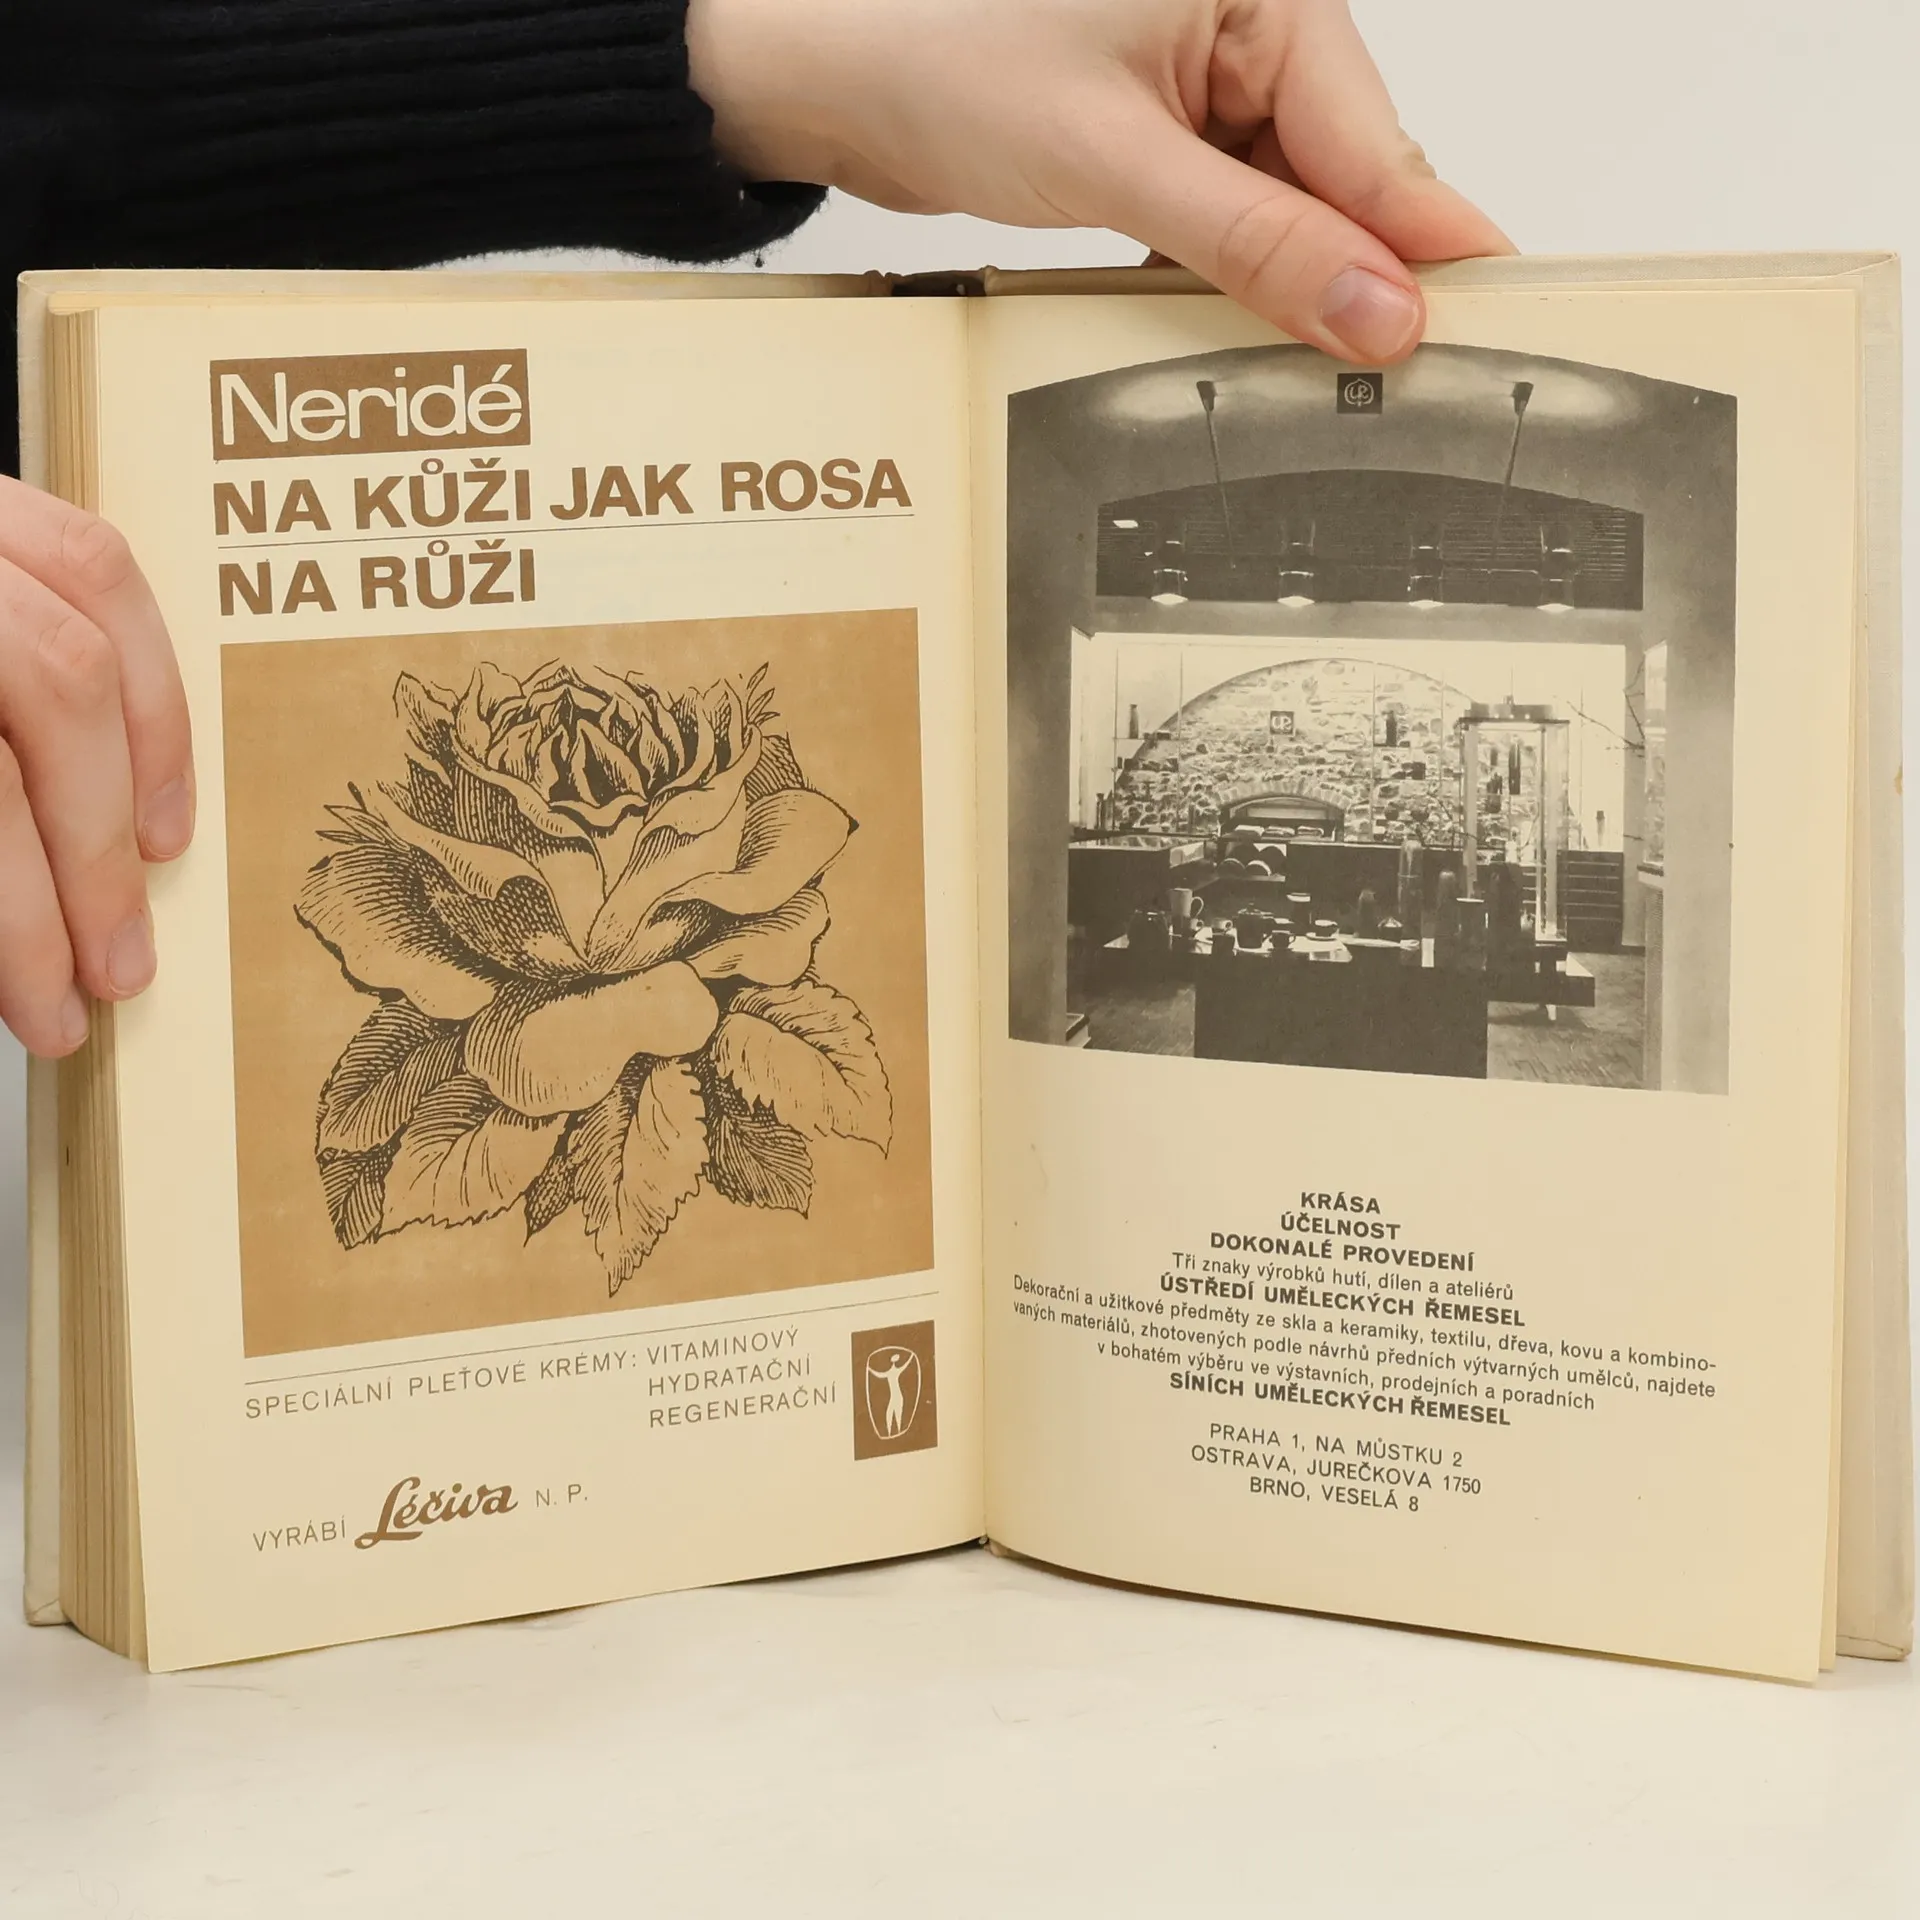 Neridé
NA KŮŽI JAK ROSA
NA RŮŽI
SPECIÁLNÍ PLEŤOVÉ KRÉMY: VITAMINOVÝ
HYDRATAČNÍ
REGENERAČNÍ
VYRÁBÍ Léčiva N. P.
KRÁSA
ÚČELNOST
DOKONALÉ PROVEDENÍ
Tři znaky výrobků hutí, dílen a ateliérů
ÚSTŘEDÍ UMĚLECKÝCH ŘEMESEL
Dekorační a užitkové předměty ze skla a keramiky, textilu, dřeva, kovu a kombino-
vaných materiálů, zhotovených podle návrhů předních výtvarných umělců, najdete
v bohatém výběru ve výstavních, prodejních a poradních
SÍNÍCH UMĚLECKÝCH ŘEMESEL
PRAHA 1, NA MŮSTKU 2
OSTRAVA, JUREČKOVA 1750
BRNO, VESELÁ 8